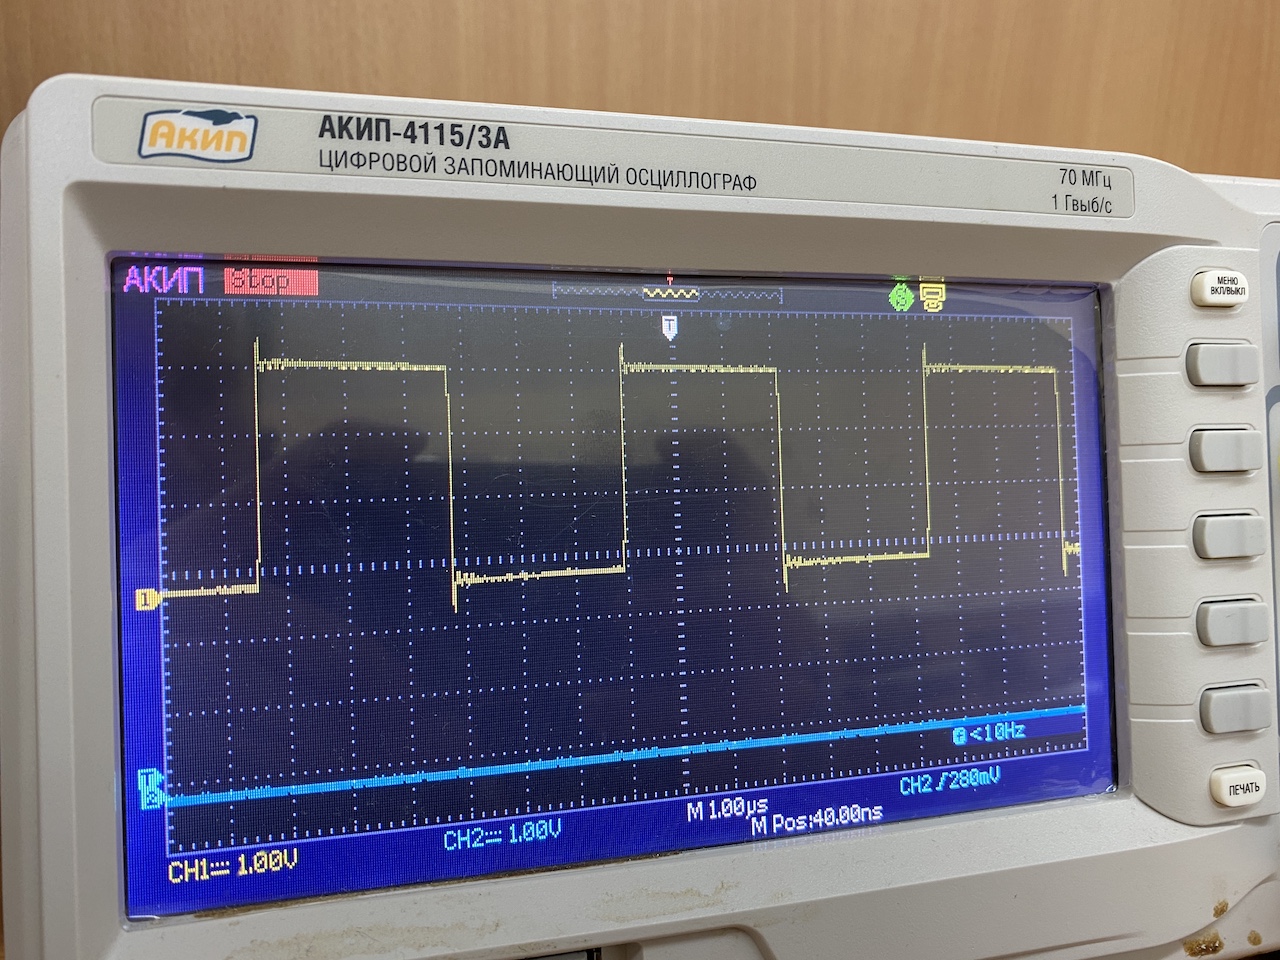 Акип
АКИП-4115/3А
ЦИФРОВОЙ ЗАПОМИНАЮЩИЙ ОСЦИЛЛОГРАФ
70 МГц
1 Гвыб/с
МЕНЮ
ВКЛ/ВЫКЛ
АКИП Stop
T
T
1
<10Hz
CH2 280mV
M 1.00µs
M Pos:40.00ns
CH2 1.00V
CH1 1.00V
ПЕЧАТЬ